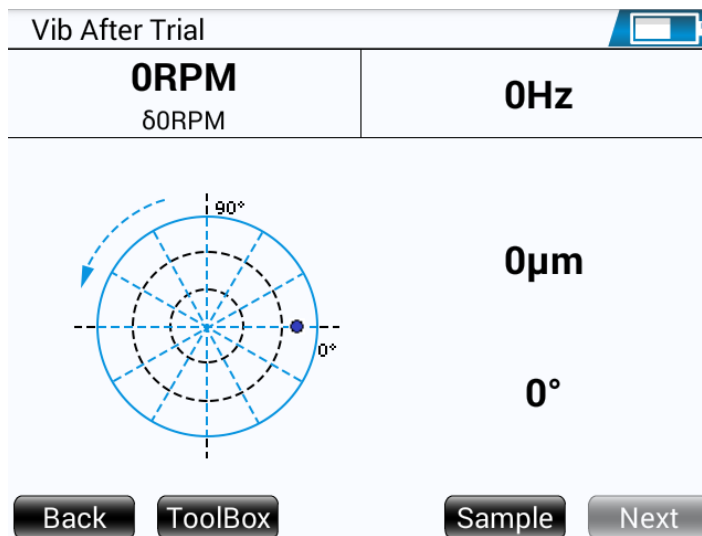 Vib After Trial
0RPM
δ0RPM
0Hz
90°
0°
0μm
0°
Back
ToolBox
Sample
Next